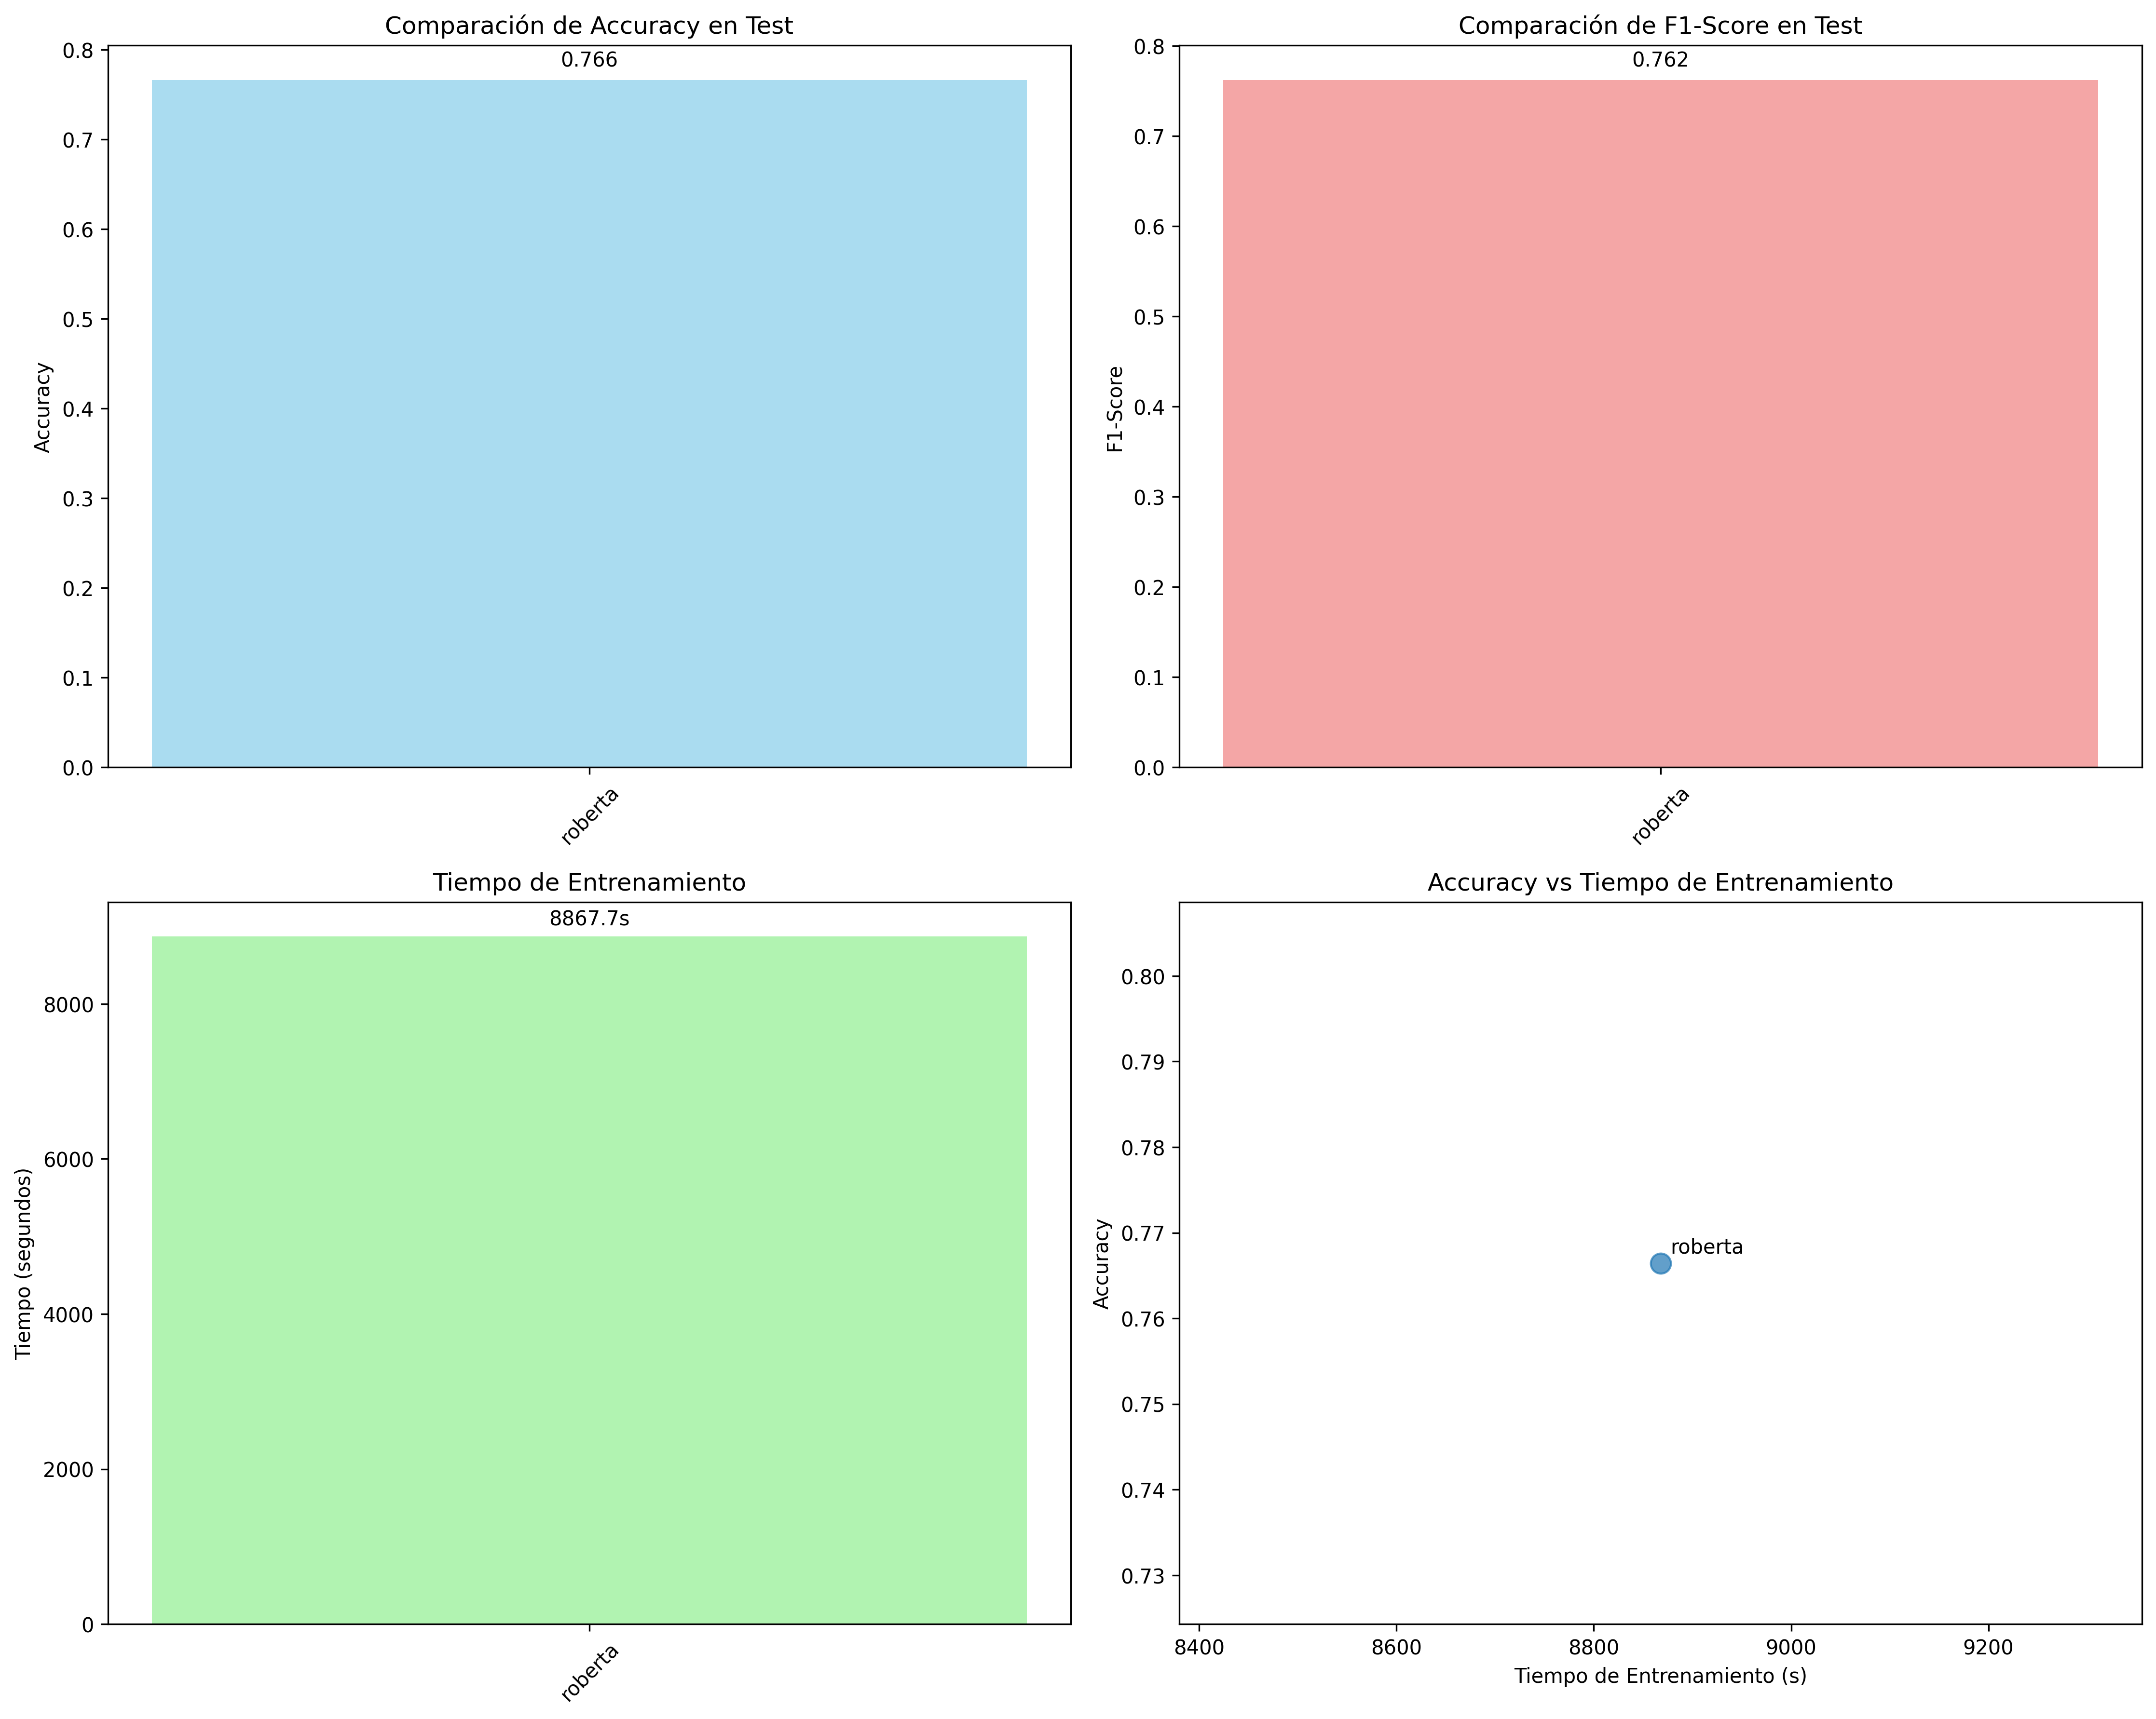 Comparación de Accuracy en Test
0.766
0.8
0.7
0.6
0.5
0.4
0.3
0.2
0.1
0.0
Accuracy
roberta
Comparación de F1-Score en Test
0.762
0.8
0.7
0.6
0.5
0.4
0.3
0.2
0.1
0.0
F1-Score
roberta
Tiempo de Entrenamiento
8867.7s
8000
6000
4000
2000
0
Tiempo (segundos)
roberta
Accuracy vs Tiempo de Entrenamiento
0.80
0.79
0.78
0.77
0.76
0.75
0.74
0.73
Accuracy
roberta
8400 8600 8800 9000 9200
Tiempo de Entrenamiento (s)